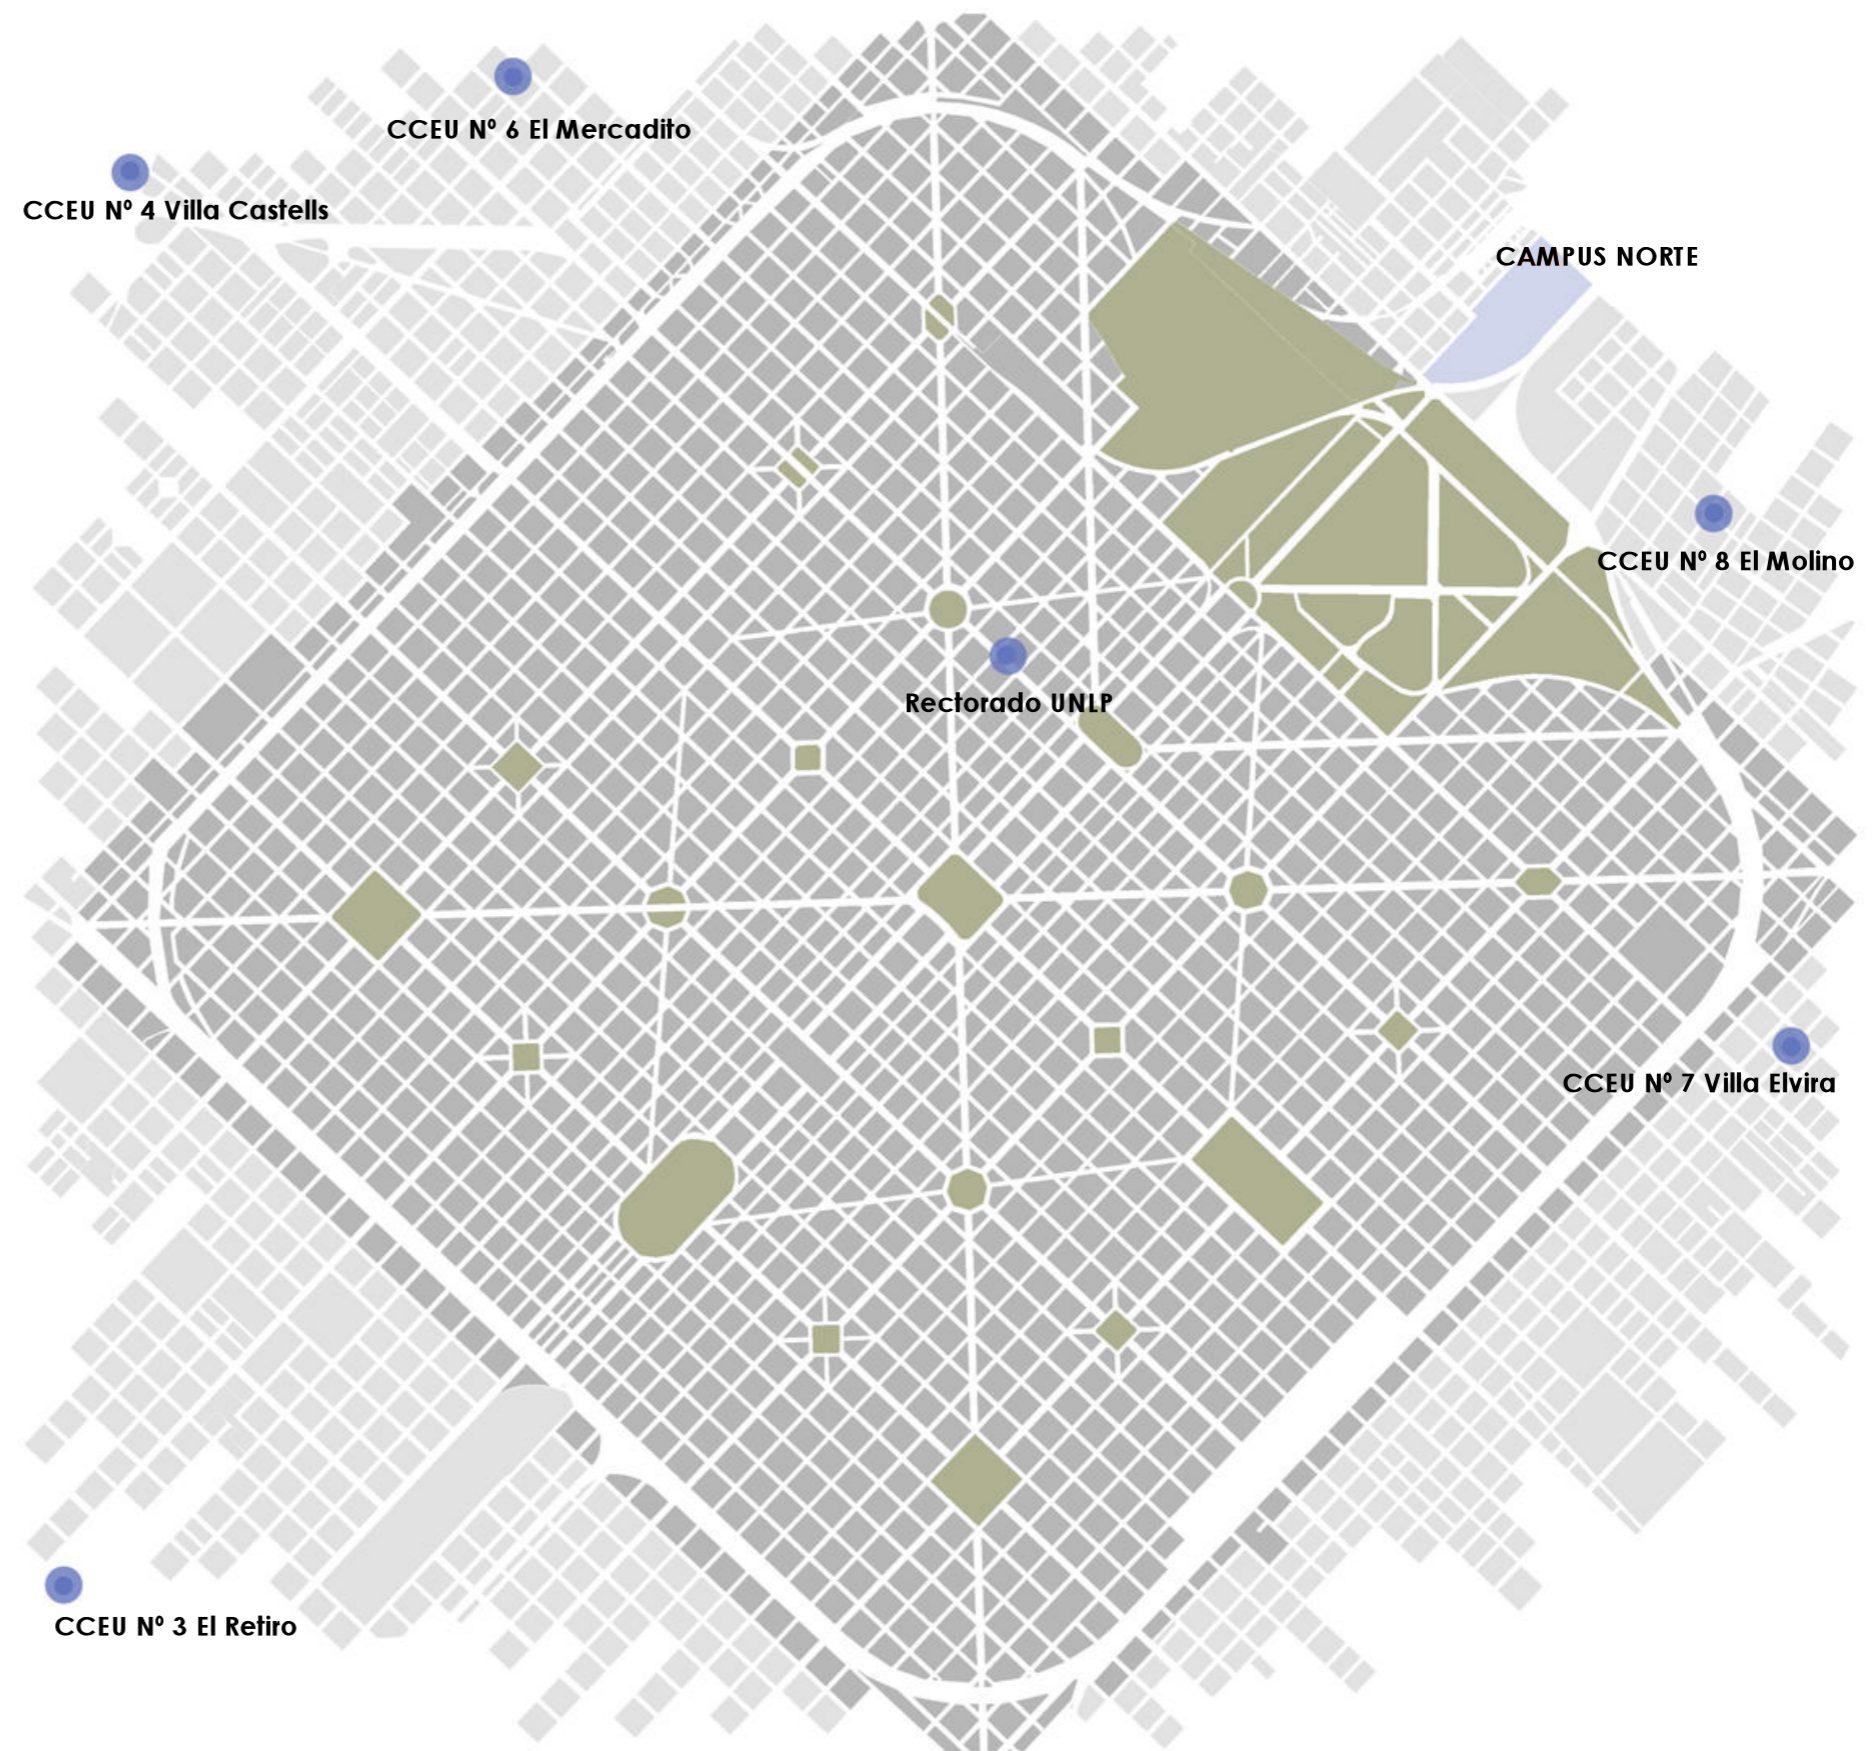 CCEU Nº 6 El Mercadito
CCEU Nº 4 Villa Castells
CAMPUS NORTE
CCEU Nº 8 El Molino
Rectorado UNLP
CCEU Nº 7 Villa Elvira
CCEU Nº 3 El Retiro